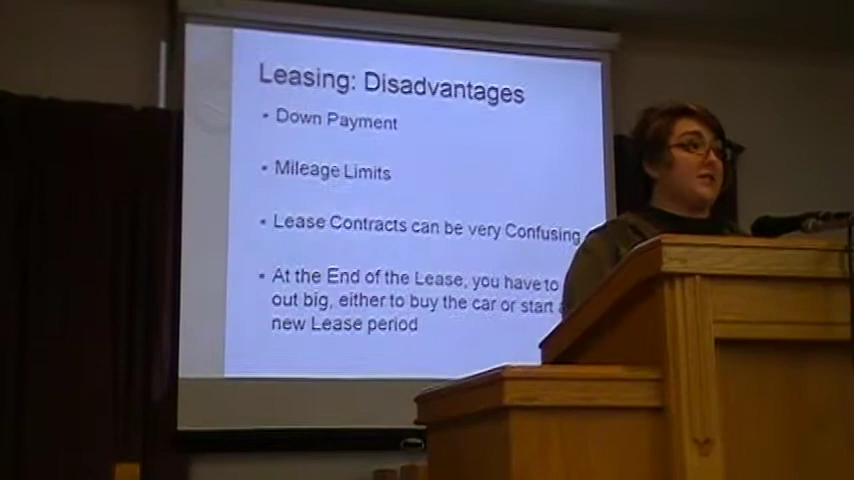 Leasing: Disadvantages
• Down Payment
• Mileage Limits
• Lease Contracts can be very Confusing
• At the End of the Lease, you have to
out big, either to buy the car or start a
new Lease period